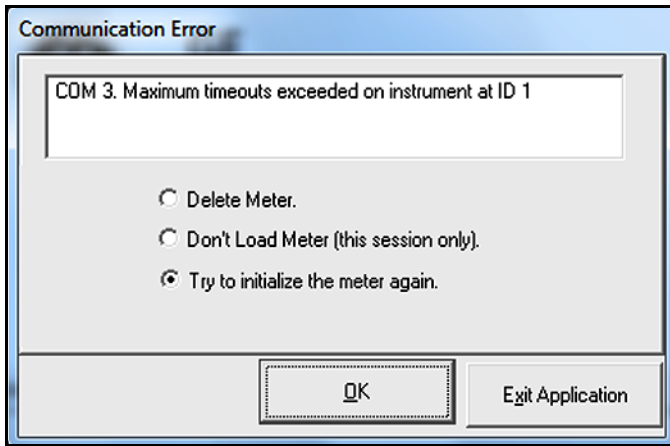 Communication Error
COM 3. Maximum timeouts exceeded on instrument at ID 1
Delete Meter.
Don't Load Meter (this session only).
Try to initialize the meter again.
OK
Exit Application